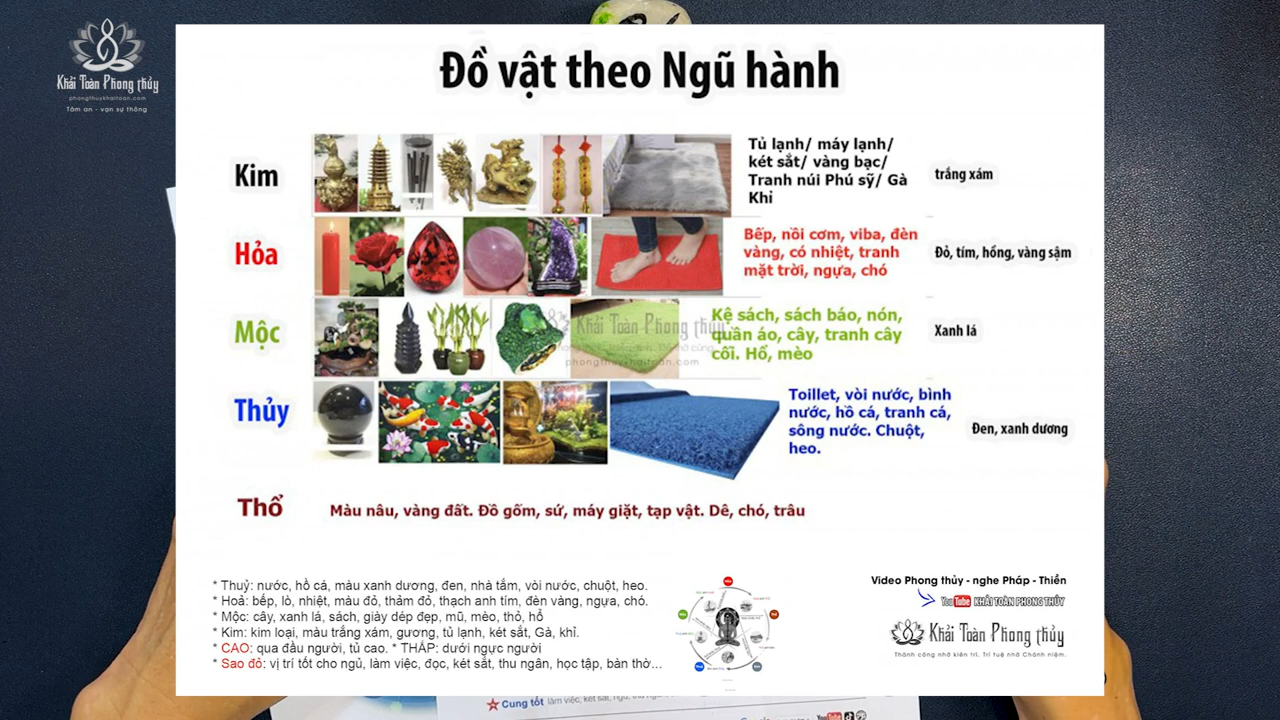 Khải Toàn Phong thủy
phongthuykhaitoan.com
Tâm an - vạn sự thông
Đồ vật theo Ngũ hành
Kim
Tủ lạnh/ máy lạnh/
két sắt/ vàng bạc/
Tranh núi Phú sỹ/ Gà
Khỉ
trắng xám
Hỏa
Bếp, nồi cơm, viba, đèn
vàng, có nhiệt, tranh
mặt trời, ngựa, chó
Đỏ, tím, hồng, vàng sậm
Mộc
Kệ sách, sách báo, nón,
quần áo, cây, tranh cây
cối. Hổ, mèo
Xanh lá
Khải Toàn Phong thủy
phongthuykhaitoan.com
Thủy
Toillet, vòi nước, bình
nước, hồ cá, tranh cá,
sông nước. Chuột,
heo.
Đen, xanh dương
Thổ
Màu nâu, vàng đất. Đồ gốm, sứ, máy giặt, tạp vật. Dê, chó, trâu
* Thuỷ: nước, hồ cá, màu xanh dương, đen, nhà tắm, vòi nước, chuột, heo.
* Hoả: bếp, lò, nhiệt, màu đỏ, thảm đỏ, thạch anh tím, đèn vàng, ngựa, chó.
* Mộc: cây, xanh lá, sách, giày dép đẹp, mũ, mèo, thỏ, hổ
* Kim: kim loại, màu trắng xám, gương, tủ lạnh, két sắt, Gà, khỉ.
* CAO: qua đầu người, tủ cao. * THẤP: dưới ngực người
* Sao đỏ: vị trí tốt cho ngủ, làm việc, đọc, két sắt, thu ngân, học tập, bàn thờ...
Video Phong thủy - nghe Pháp - Thiền
YouTube KHẢI TOÀN PHONG THỦY
Khải Toàn Phong thủy
Thành công nhờ kiên trì. Trí tuệ nhờ Chánh niệm.
Cung tốt làm việc, két sắt, ngủ,
YouTube